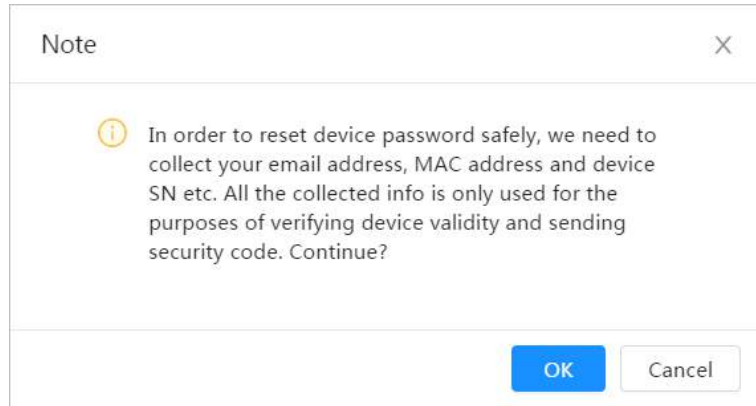 Note
In order to reset device password safely, we need to
collect your email address, MAC address and device
SN etc. All the collected info is only used for the
purposes of verifying device validity and sending
security code. Continue?
OK Cancel